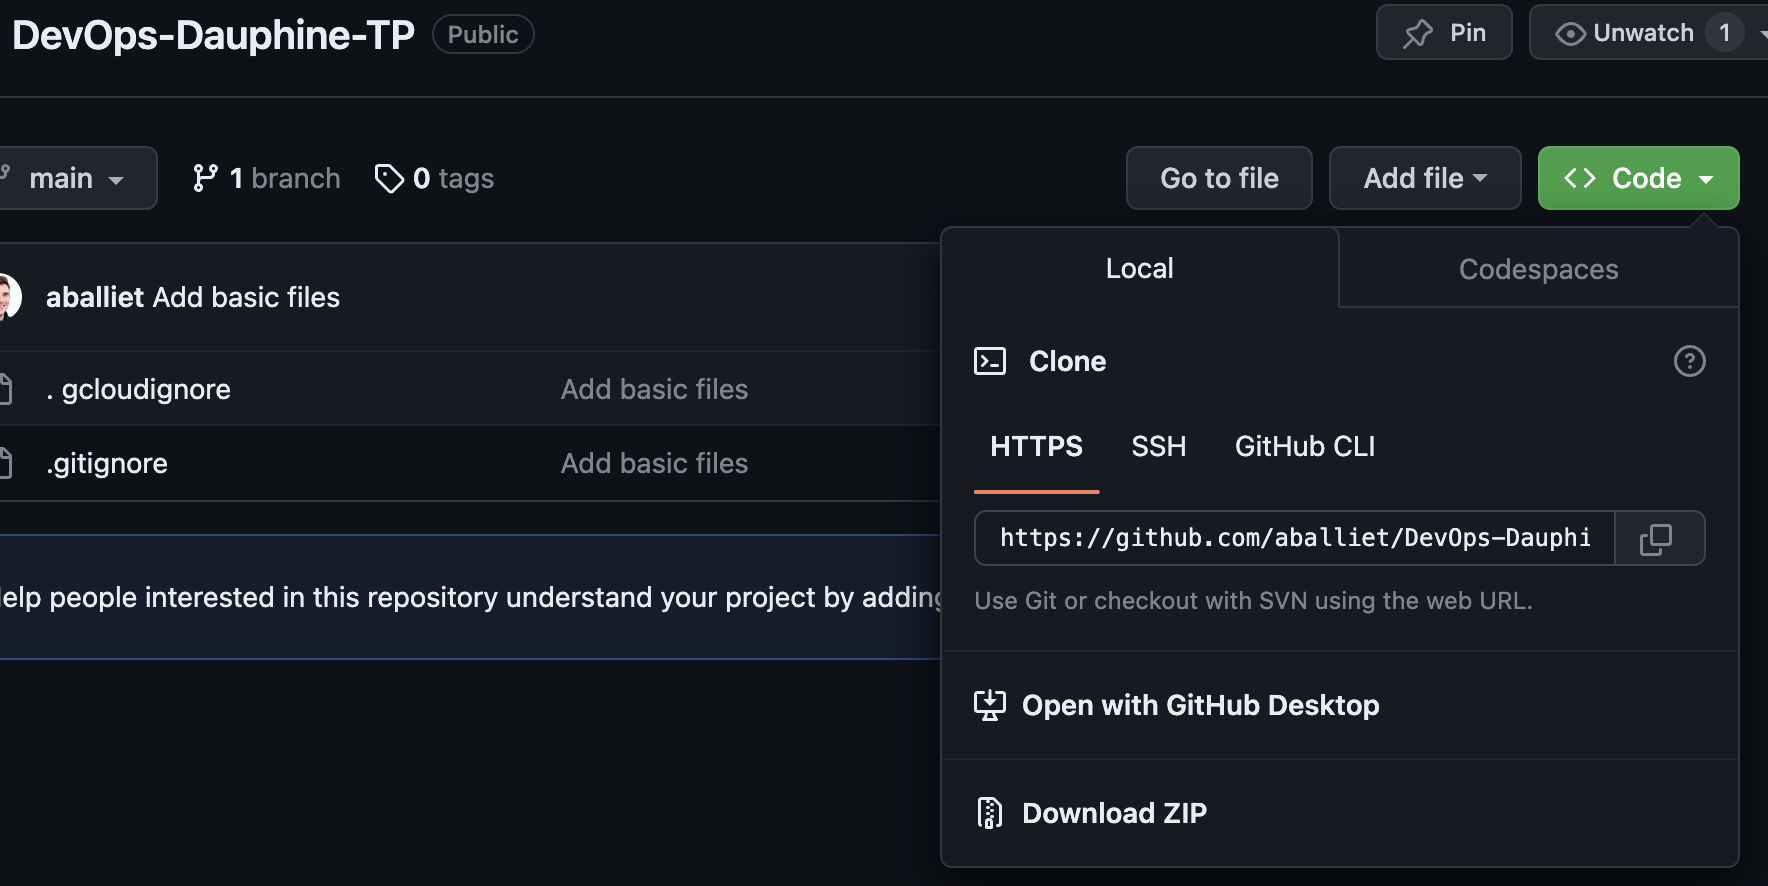 DevOps-Dauphine-TP Public Pin Unwatch 1
main 1 branch 0 tags Go to file Add file <> Code
Local Codespaces
aballiet Add basic files
Clone
. gcloudignore Add basic files
HTTPS SSH GitHub CLI
.gitignore Add basic files
https://github.com/aballiet/DevOps-Dauphi
Use Git or checkout with SVN using the web URL.
elp people interested in this repository understand your project by adding
Open with GitHub Desktop
Download ZIP